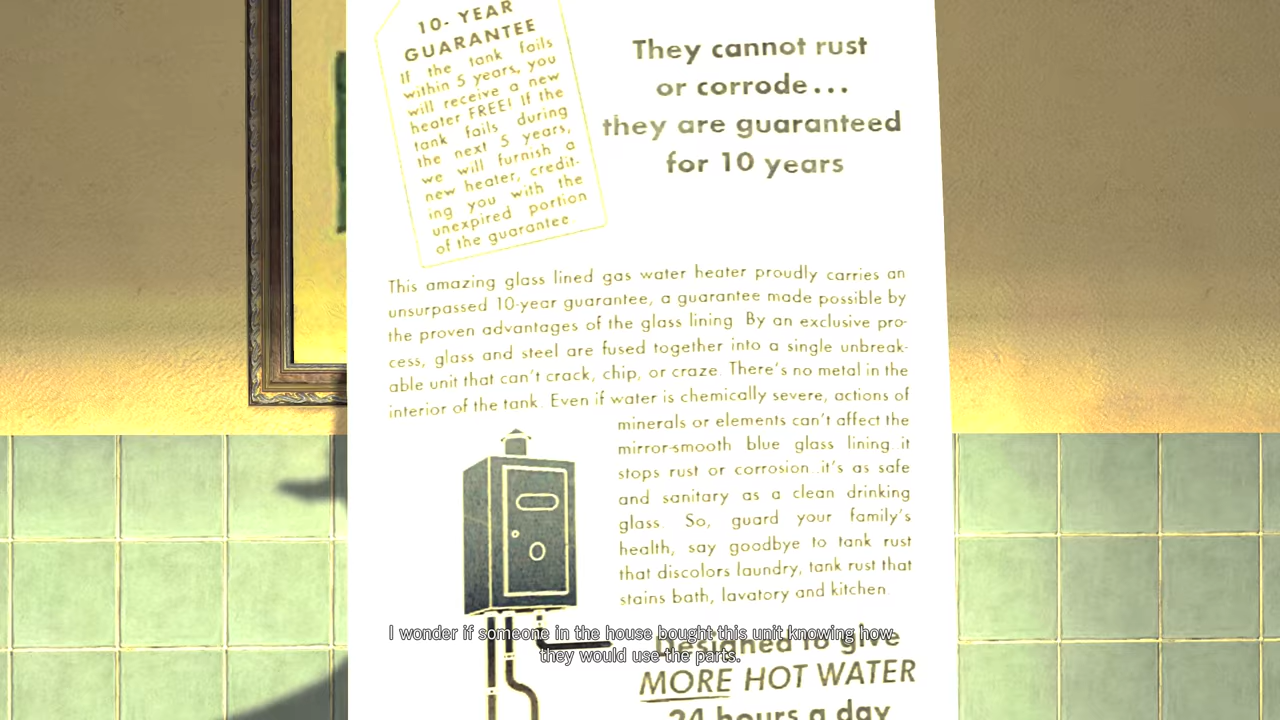 10- YEAR
GUARANTEE
If the tank fails
within 5 years, you
will receive a new
heater FREE! If the
tank fails during
the next 5 years,
we will furnish a
new heater, credit-
ing you with the
unexpired portion
of the guarantee
They cannot rust
or corrode...
they are guaranteed
for 10 years
This amazing glass lined gas water heater proudly carries an
unsurpassed 10-year guarantee, a guarantee made possible by
the proven advantages of the glass lining. By an exclusive pro-
cess, glass and steel are fused together into a single unbreak-
able unit that can't crack, chip, or craze. There's no metal in the
interior of the tank. Even if water is chemically severe, actions of
minerals or elements can't affect the
mirror-smooth blue glass lining..it
stops rust or corrosion..it's as safe
and sanitary as a clean drinking
glass. So, guard your family's
health, say goodbye to tank rust
that discolors laundry, tank rust that
stains bath, lavatory and kitchen.
Designed to give
MORE HOT WATER
24 hours a day
I wonder if someone in the house bought this unit knowing how
they would use the parts.